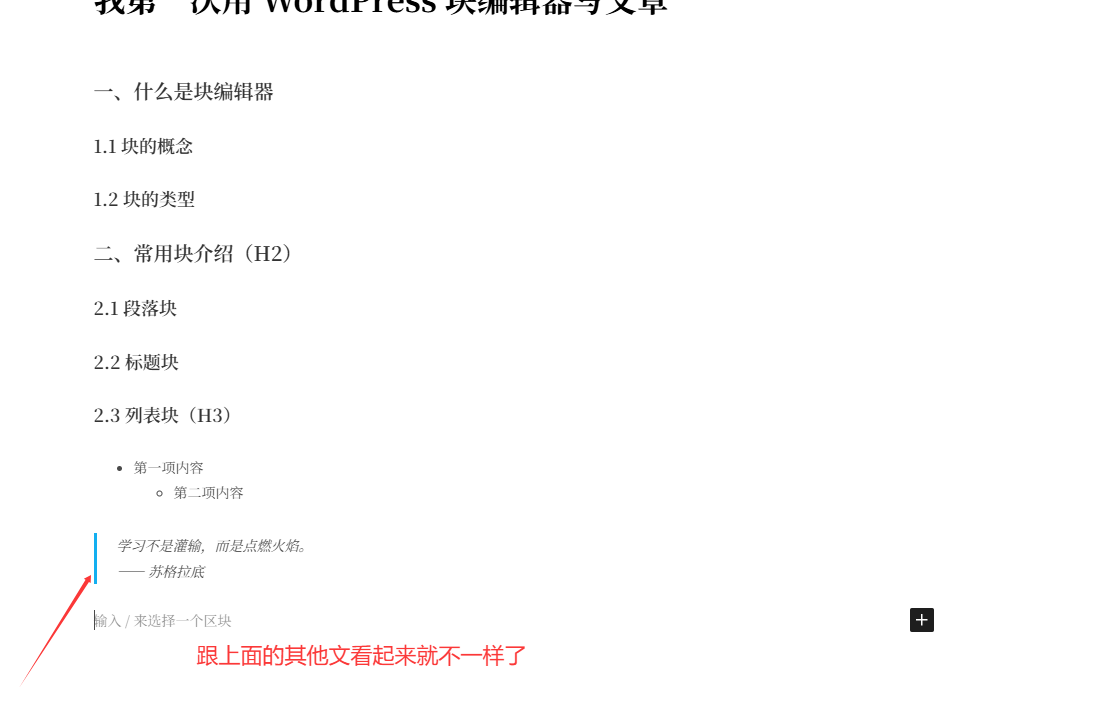 我第一次用 WordPress 块编辑器写文章
一、什么是块编辑器
1.1 块的概念
1.2 块的类型
二、常用块介绍（H2）
2.1 段落块
2.2 标题块
2.3 列表块（H3）
第一项内容
第二项内容
学习不是灌输，而是点燃火焰。
—— 苏格拉底
输入 / 来选择一个区块
跟上面的其他文看起来就不一样了